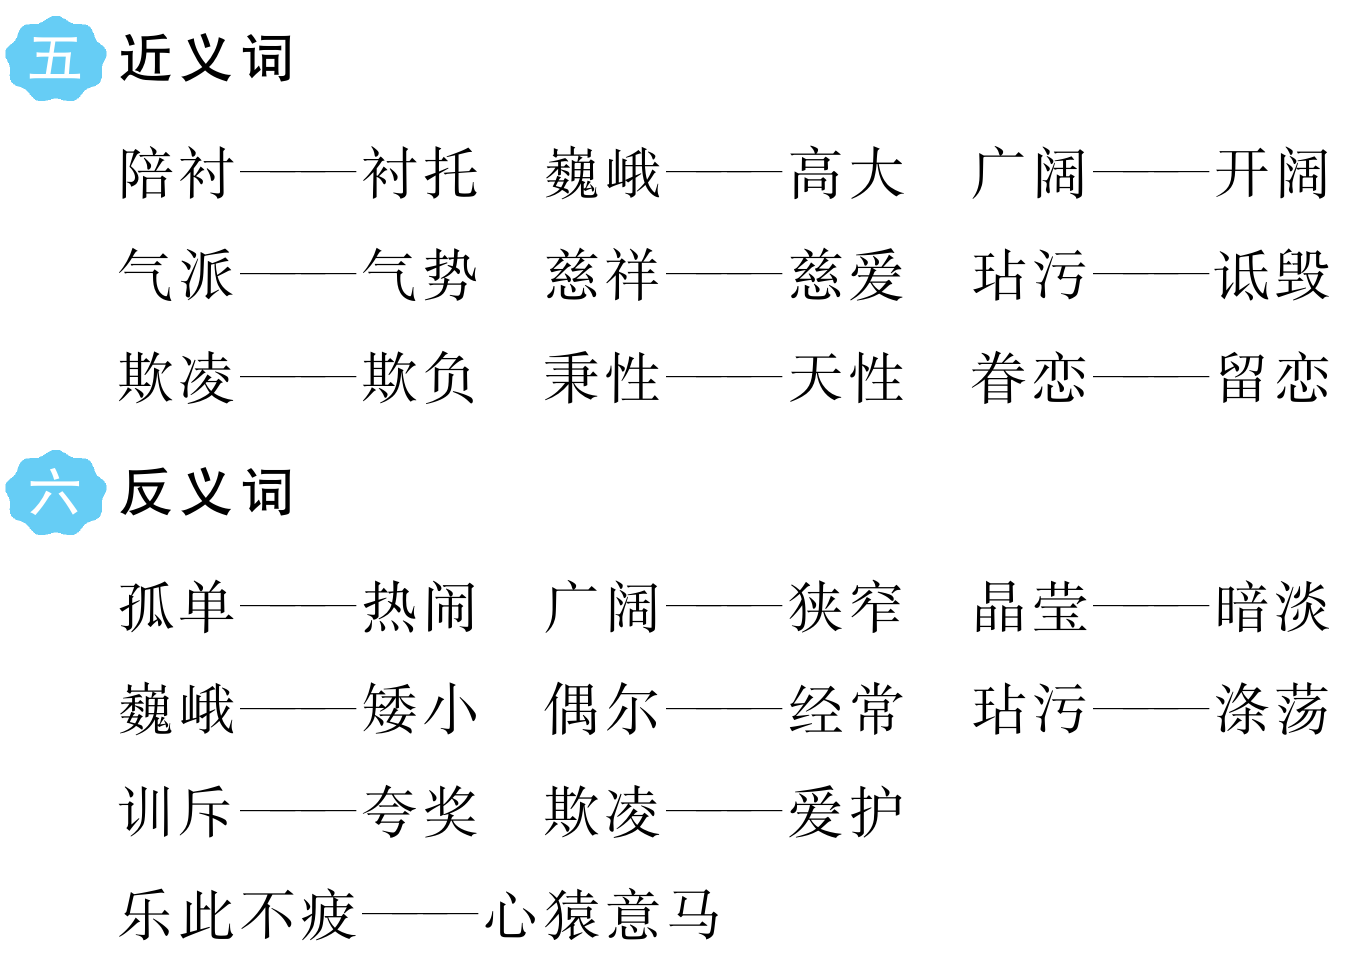 五 近义词
陪衬——衬托 巍峨——高大 广阔——开阔
气派——气势 慈祥——慈爱 玷污——诋毁
欺凌——欺负 秉性——天性 眷恋——留恋
六 反义词
孤单——热闹 广阔——狭窄 晶莹——暗淡
巍峨——矮小 偶尔——经常 玷污——涤荡
训斥——夸奖 欺凌——爱护
乐此不疲——心猿意马